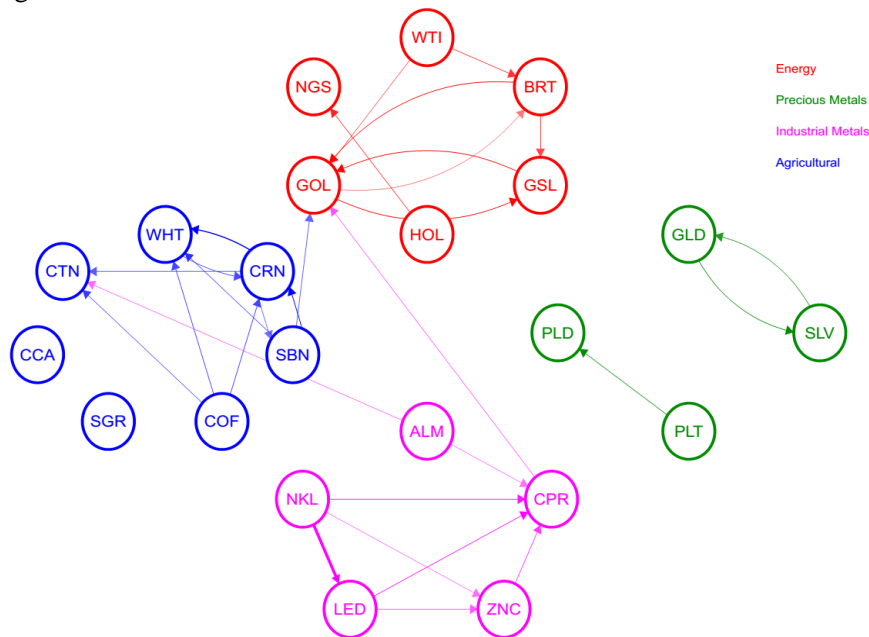 WTI
NGS
BRT
Energy
Precious Metals
Industrial Metals
Agricultural
GOL
GSL
WHT
HOL
GLD
CTN
CRN
PLD
SLV
CCA
SBN
SGR
COF
ALM
PLT
NKL
CPR
LED
ZNC